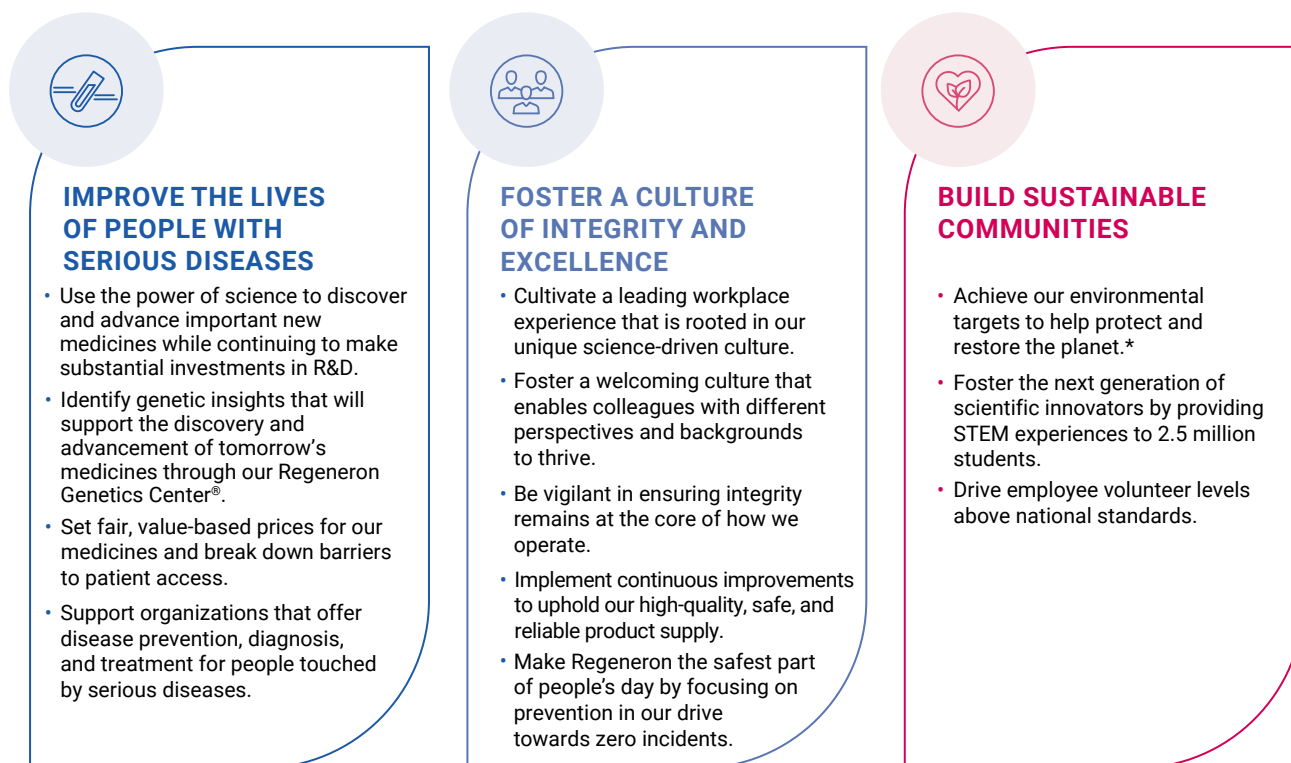 IMPROVE THE LIVES
OF PEOPLE WITH
SERIOUS DISEASES
• Use the power of science to discover
and advance important new
medicines while continuing to make
substantial investments in R&D.
• Identify genetic insights that will
support the discovery and
advancement of tomorrow’s
medicines through our Regeneron
Genetics Center®.
• Set fair, value-based prices for our
medicines and break down barriers
to patient access.
• Support organizations that offer
disease prevention, diagnosis,
and treatment for people touched
by serious diseases.
FOSTER A CULTURE
OF INTEGRITY AND
EXCELLENCE
• Cultivate a leading workplace
experience that is rooted in our
unique science-driven culture.
• Foster a welcoming culture that
enables colleagues with different
perspectives and backgrounds
to thrive.
• Be vigilant in ensuring integrity
remains at the core of how we
operate.
• Implement continuous improvements
to uphold our high-quality, safe, and
reliable product supply.
• Make Regeneron the safest part
of people’s day by focusing on
prevention in our drive
towards zero incidents.
BUILD SUSTAINABLE
COMMUNITIES
• Achieve our environmental
targets to help protect and
restore the planet.*
• Foster the next generation of
scientific innovators by providing
STEM experiences to 2.5 million
students.
• Drive employee volunteer levels
above national standards.